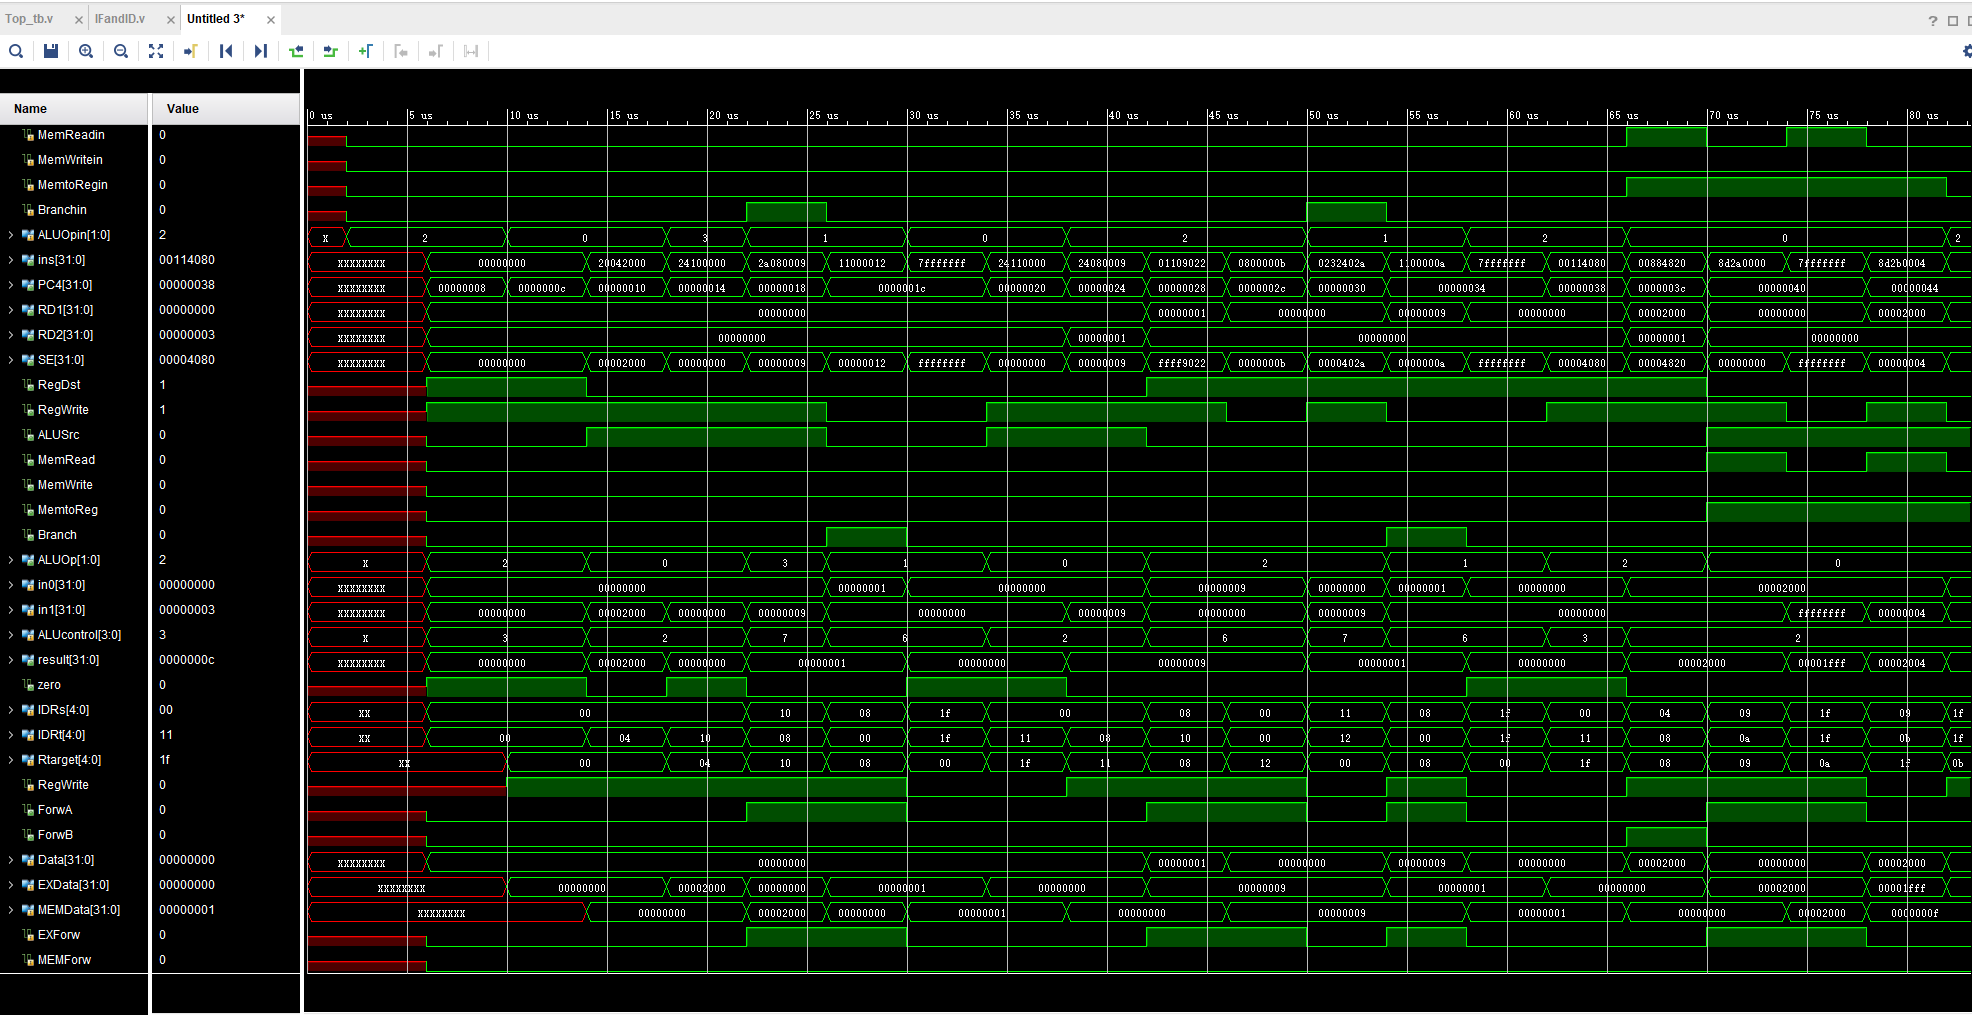 Top_tb.v × IFandID.v × Untitled 3* ×
Name Value
0 us 5 us 10 us 15 us 20 us 25 us 30 us 35 us 40 us 45 us 50 us 55 us 60 us 65 us 70 us 75 us 80 us
MemReadin 0
MemWritein 0
MemtoRegin 0
Branchin 0
ALUOpin[1:0] 2 X 2 0 3 1 0 2 1 2 0 2
ins[31:0] 00114080 XXXXXXXX 00000000 20042000 24100000 2a080009 11000012 7fffffff 24110000 24080009 01109022 0800000b 0232402a 1100000a 7fffffff 00114080 00884820 8d2a0000 7fffffff 8d2b0004
PC4[31:0] 00000038 XXXXXXXX 00000008 0000000c 00000010 00000014 00000018 0000001c 00000020 00000024 00000028 0000002c 00000030 00000034 00000038 0000003c 00000040 00000044
RD1[31:0] 00000000 XXXXXXXX 00000000 00000001 00000000 00000009 00000000 00002000 00000000 00002000
RD2[31:0] 00000003 XXXXXXXX 00000000 00000001 00000000 00000001 00000000
SE[31:0] 00004080 XXXXXXXX 00000000 00002000 00000000 00000009 00000012 ffffffff 00000000 00000009 ffff9022 0000000b 0000402a 0000000a ffffffff 00004080 00004820 00000000 ffffffff 00000004
RegDst 1
RegWrite 1
ALUSrc 0
MemRead 0
MemWrite 0
MemtoReg 0
Branch 0
ALUOp[1:0] 2 X 2 0 3 1 0 2 1 2 0
in0[31:0] 00000000 XXXXXXXX 00000000 00000001 00000000 00000009 00000000 00000001 00000000 00002000
in1[31:0] 00000003 XXXXXXXX 00000000 00002000 00000000 00000009 00000000 00000009 00000000 00000009 00000000 ffffffff 00000004
ALUcontrol[3:0] 3 X 3 2 7 6 2 6 7 6 3 2
result[31:0] 0000000c XXXXXXXX 00000000 00002000 00000000 00000001 00000000 00000009 00000001 00000000 00002000 00001fff 00002004
zero 0
IDRs[4:0] 00 XX 00 10 08 1f 00 08 00 11 08 1f 00 04 09 1f 09 1f
IDRt[4:0] 11 XX 00 04 10 08 00 1f 11 08 10 00 12 00 1f 11 08 0a 1f 0b 1f
Rtarget[4:0] 1f XX 00 04 10 08 00 1f 11 08 12 00 08 00 1f 08 09 0a 1f 0b
RegWrite 0
ForwA 0
ForwB 0
Data[31:0] 00000000 XXXXXXXX 00000000 00000001 00000000 00000009 00000000 00002000 00000000 00002000
EXData[31:0] 00000000 XXXXXXXX 00000000 00002000 00000000 00000001 00000000 00000009 00000001 00000000 00002000 00001fff
MEMData[31:0] 00000001 XXXXXXXX 00000000 00002000 00000000 00000001 00000000 00000009 00000001 00000000 00002000 0000000f
EXForw 0
MEMForw 0